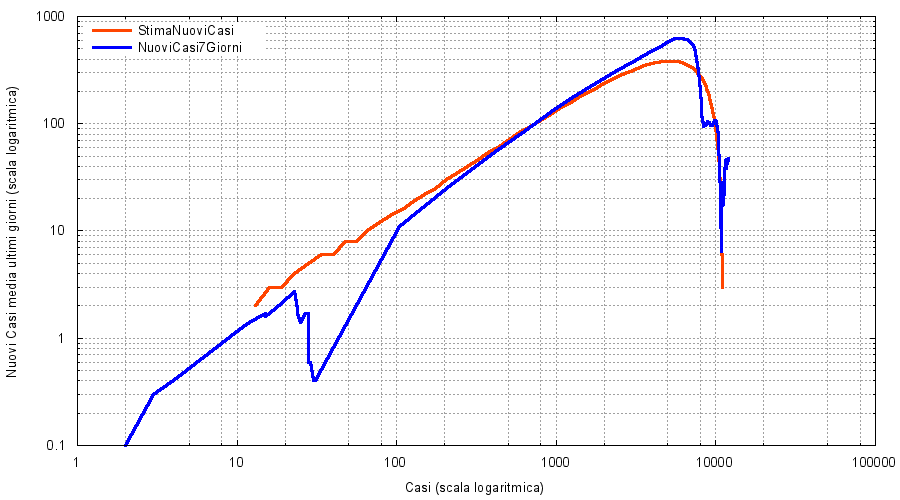 1000
100
10
1
0.1
1
10
100
1000
10000
100000
StimaNuoviCasi
NuoviCasi7Giorni
Nuovi Casi media ultimi giorni (scala logaritmica)
Casi (scala logaritmica)